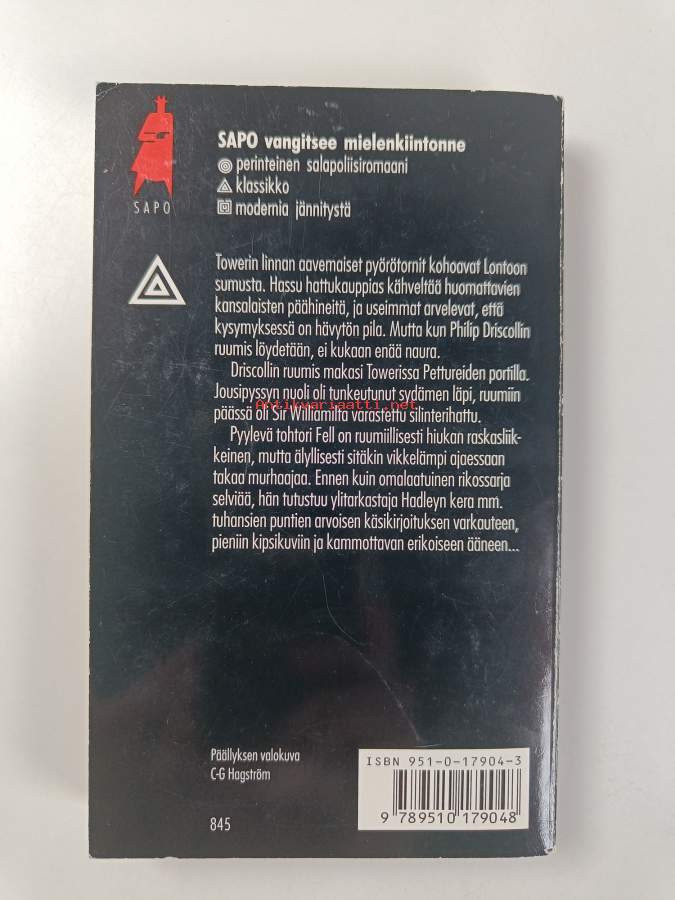 SAPO
SAPO vangitsee mielenkiintonne
perinteinen salapoliisiromaani
klassikko
modernia jännitystä
Towerin linnan aavemaiset pyörötornit kohoavat Lontoon
sumusta. Hassu hattukauppias kähveltää huomattavien
kansalaisten päähineitä, ja useimmat arvelevat, että
kysymyksessä on hävytön pila. Mutta kun Philip Driscollin
ruumis löydetään, ei kukaan enää naura.
Driscollin ruumis makasi Towerissa Pettureiden portilla.
Jousipyssyn nuoli oli tunkeutunut sydämen läpi, ruumiin
Antikvariaatti.net
päässä oli Sir Williamilta varastettu silinterihattu.
Pyylevä tohtori Fell on ruumiillisesti hiukan raskasliik-
keinen, mutta älyllisesti sitäkin vikkelämpi ajaessaan
takaa murhaajaa. Ennen kuin omalaatuinen rikossarja
selviää, hän tutustuu ylitarkastaja Hadleyn kera mm.
tuhansien puntien arvoisen käsikirjoituksen varkauteen,
pieniin kipsikuviin ja kammottavan erikoiseen ääneen...
Päällyksen valokuva
C-G Hagström
845
ISBN 951-0-17904-3
9 789510 179048